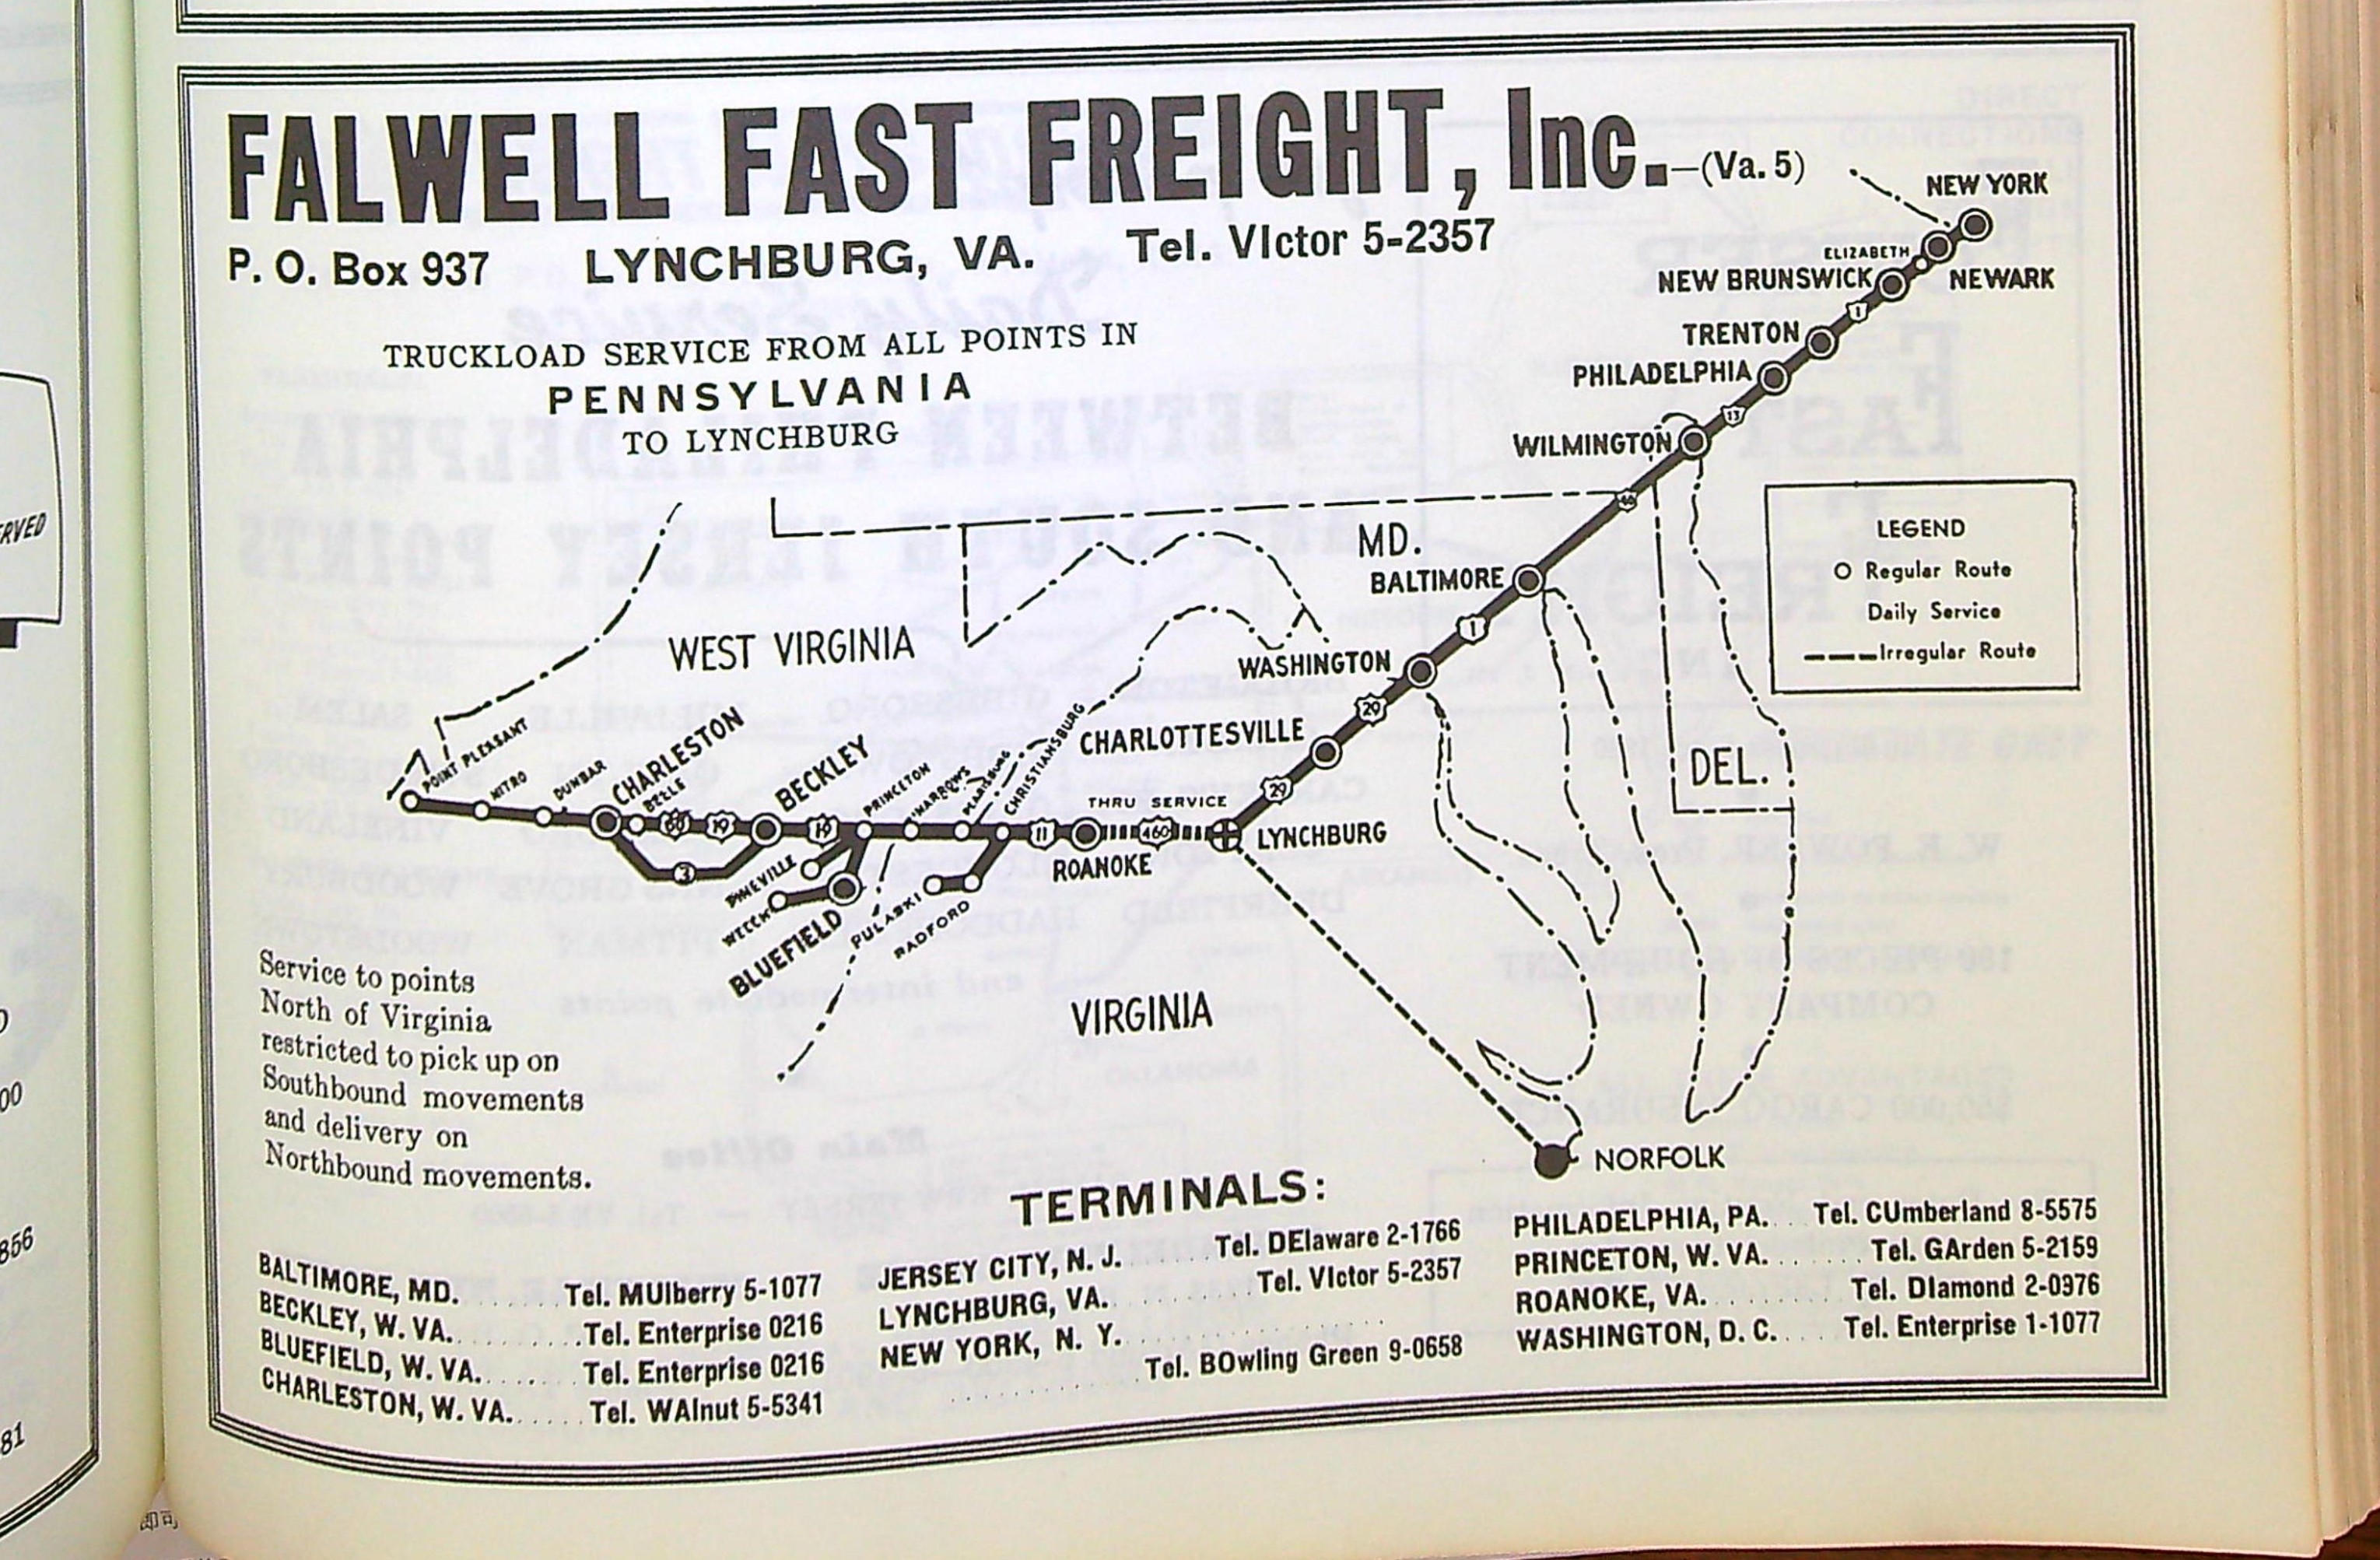 FALWELL FAST FREIGHT, Inc.—(Va. 5)
P. O. Box 937 LYNCHBURG, VA. Tel. VIctor 5-2357
TRUCKLOAD SERVICE FROM ALL POINTS IN
PENNSYLVANIA
TO LYNCHBURG
NEW YORK
ELIZABETH
NEW BRUNSWICK
NEWARK
1
TRENTON
PHILADELPHIA
13
WILMINGTON
40
MD.
BALTIMORE
1
WASHINGTON
29
CHARLOTTESVILLE
29
LEGEND
O Regular Route
Daily Service
Irregular Route
DEL.
WEST VIRGINIA
POINT PLEASANT
NITRO
DUNBAR
CHARLESTON
BELLE
60
19
BECKLEY
19
PRINCETON
NARROWS
PEARISBURG
CHRISTIANSBURG
11
THRU SERVICE
460
LYNCHBURG
ROANOKE
3
PINEVILLE
WELCH
BLUEFIELD
PULASKI
RADFORD
VIRGINIA
NORFOLK
Service to points
North of Virginia
restricted to pick up on
Southbound movements
and delivery on
Northbound movements.
TERMINALS:
BALTIMORE, MD. Tel. MUlberry 5-1077
BECKLEY, W. VA. Tel. Enterprise 0216
BLUEFIELD, W. VA. Tel. Enterprise 0216
CHARLESTON, W. VA. Tel. WAlnut 5-5341
JERSEY CITY, N. J. Tel. DElaware 2-1766
LYNCHBURG, VA. Tel. VIctor 5-2357
NEW YORK, N. Y.
Tel. BOwling Green 9-0658
PHILADELPHIA, PA. Tel. CUmberland 8-5575
PRINCETON, W. VA. Tel. GArden 5-2159
ROANOKE, VA. Tel. DIamond 2-0976
WASHINGTON, D. C. Tel. Enterprise 1-1077